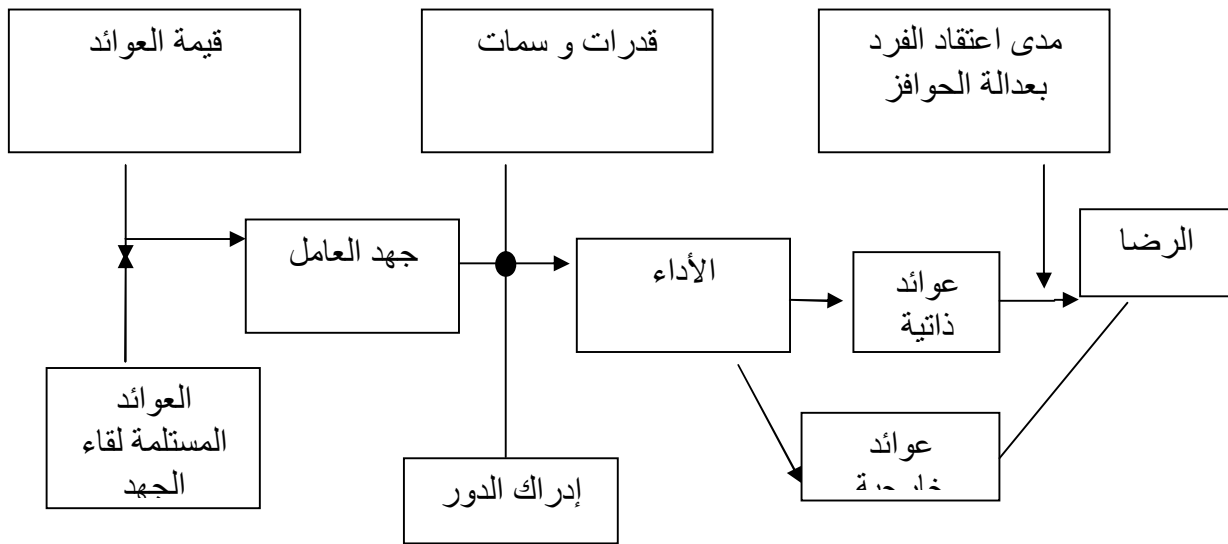 قيمة العوائد
قدرات و سمات
مدى اعتقاد الفرد
بعدالة الحوافز
جهد العامل
الأداء
عوائد
ذاتية
الرضا
العوائد
المستلمة لقاء
الجهد
إدراك الدور
عوائد
خارجية